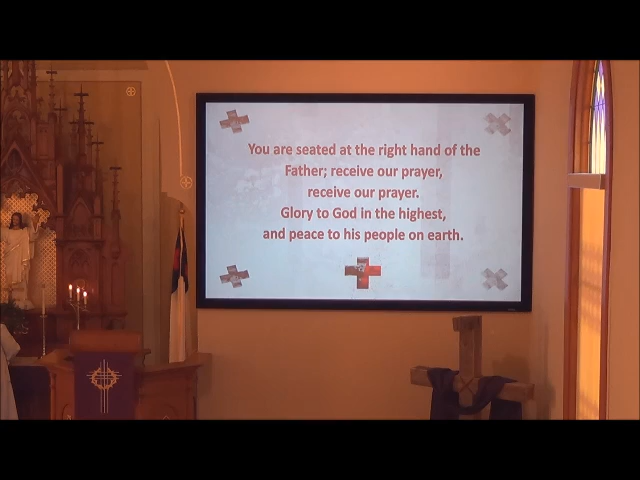 You are seated at the right hand of the
Father; receive our prayer,
receive our prayer.
Glory to God in the highest,
and peace to his people on earth.